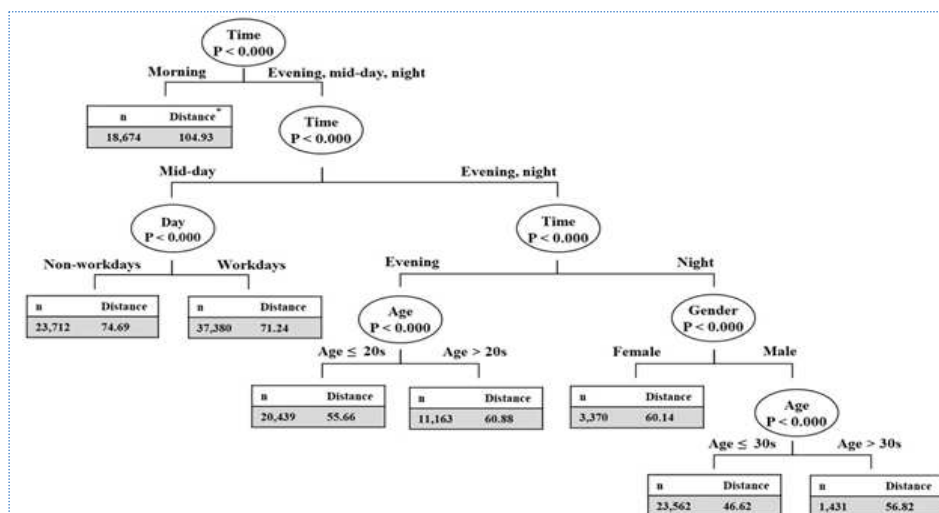 Time
P < 0.000
Morning
Evening, mid-day, night
n Distance*
18,674 104.93
Time
P < 0.000
Mid-day
Evening, night
Day
P < 0.000
Time
P < 0.000
Non-workdays
Workdays
Evening
Night
n Distance
23,712 74.69
n Distance
37,380 71.24
Age
P < 0.000
Gender
P < 0.000
Age ≤ 20s
Age > 20s
Female
Male
n Distance
20,439 55.66
n Distance
11,163 60.88
n Distance
3,370 60.14
Age
P < 0.000
Age ≤ 30s
Age > 30s
n Distance
23,562 46.62
n Distance
1,431 56.82